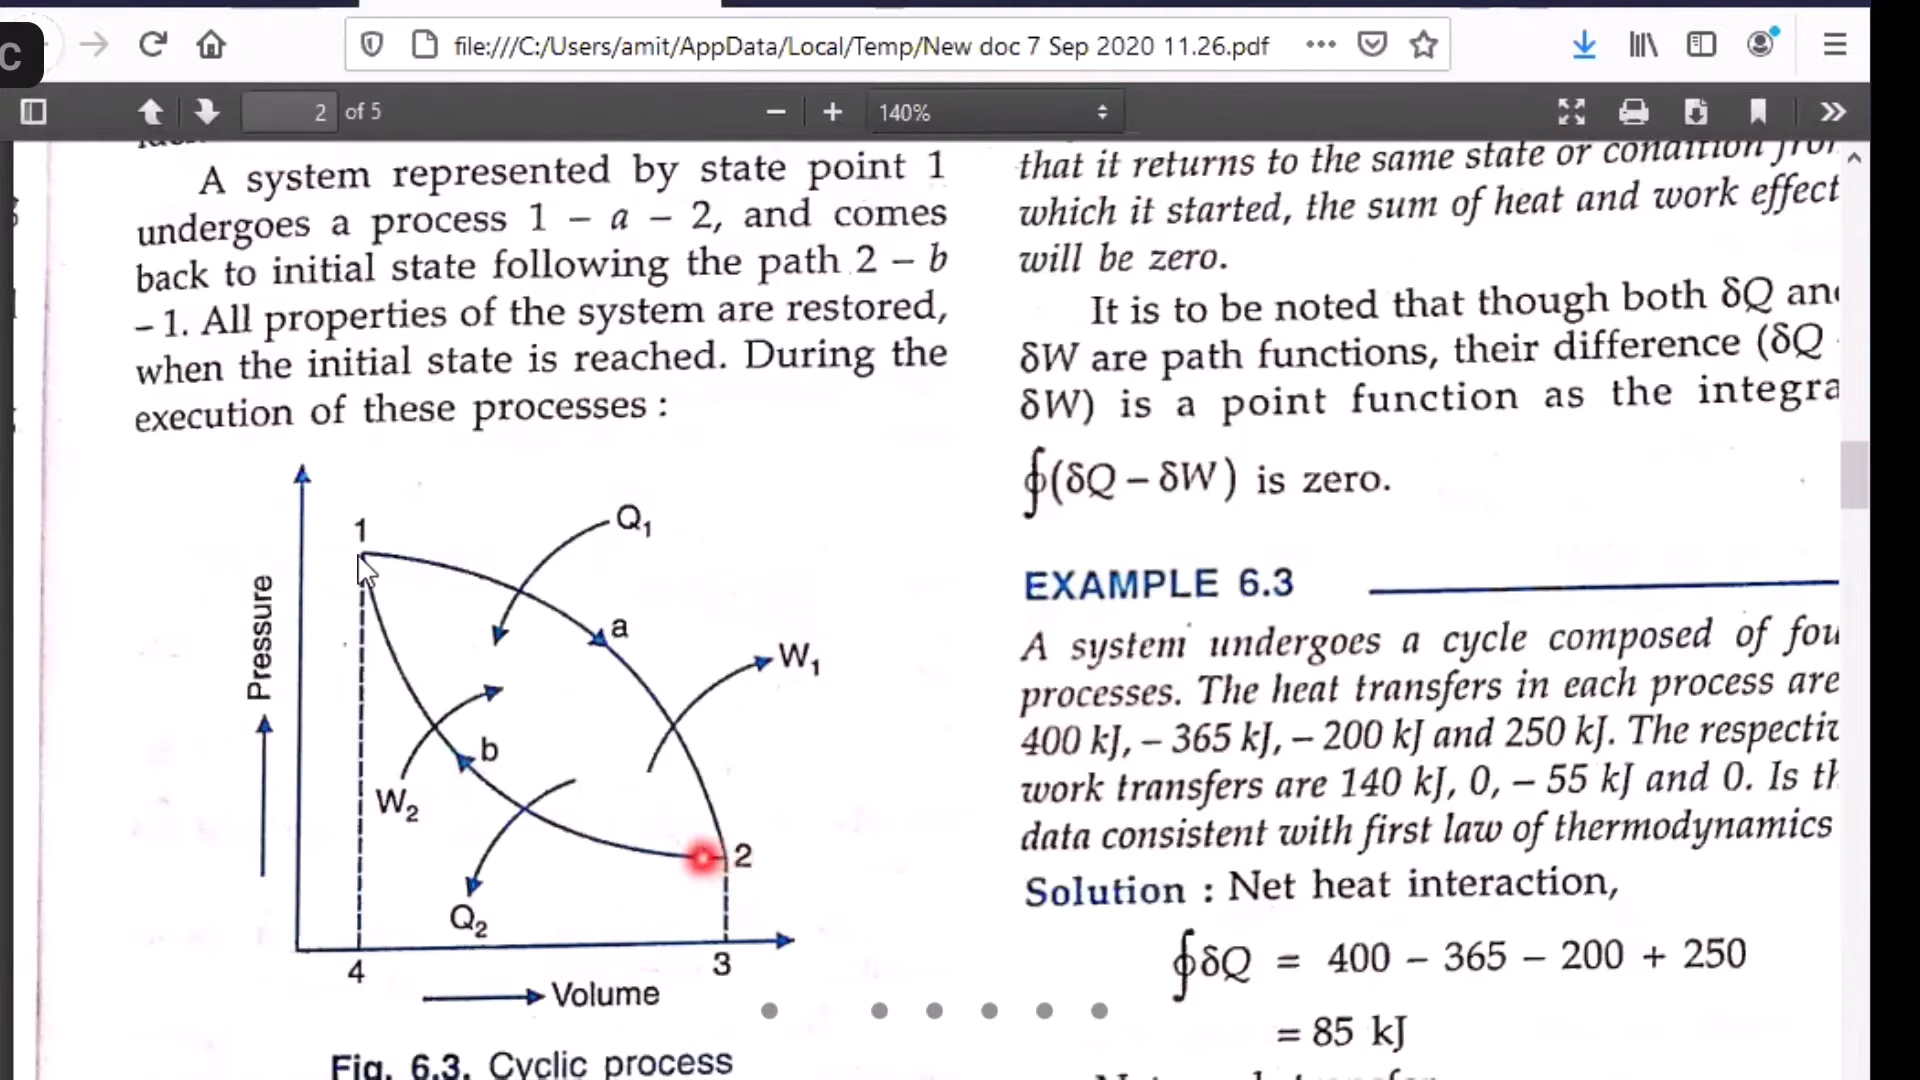 C
file:///C:/Users/amit/AppData/Local/Temp/New doc 7 Sep 2020 11.26.pdf
2 of 5
140%
A system represented by state point 1
undergoes a process 1 – a – 2, and comes
back to initial state following the path 2 – b
– 1. All properties of the system are restored,
when the initial state is reached. During the
execution of these processes :
1
Q₁
a
W₁
Pressure
b
W₂
2
Q₂
4
3
Volume
Fig. 6.3. Cyclic process
that it returns to the same state or condition from
which it started, the sum of heat and work effect
will be zero.
It is to be noted that though both δQ and
δW are path functions, their difference (δQ -
δW) is a point function as the integra
∮(δQ – δW) is zero.
EXAMPLE 6.3
A system undergoes a cycle composed of fou
processes. The heat transfers in each process are
400 kJ, – 365 kJ, – 200 kJ and 250 kJ. The respectiv
work transfers are 140 kJ, 0, – 55 kJ and 0. Is th
data consistent with first law of thermodynamics
Solution : Net heat interaction,
∮δQ = 400 – 365 – 200 + 250
= 85 kJ